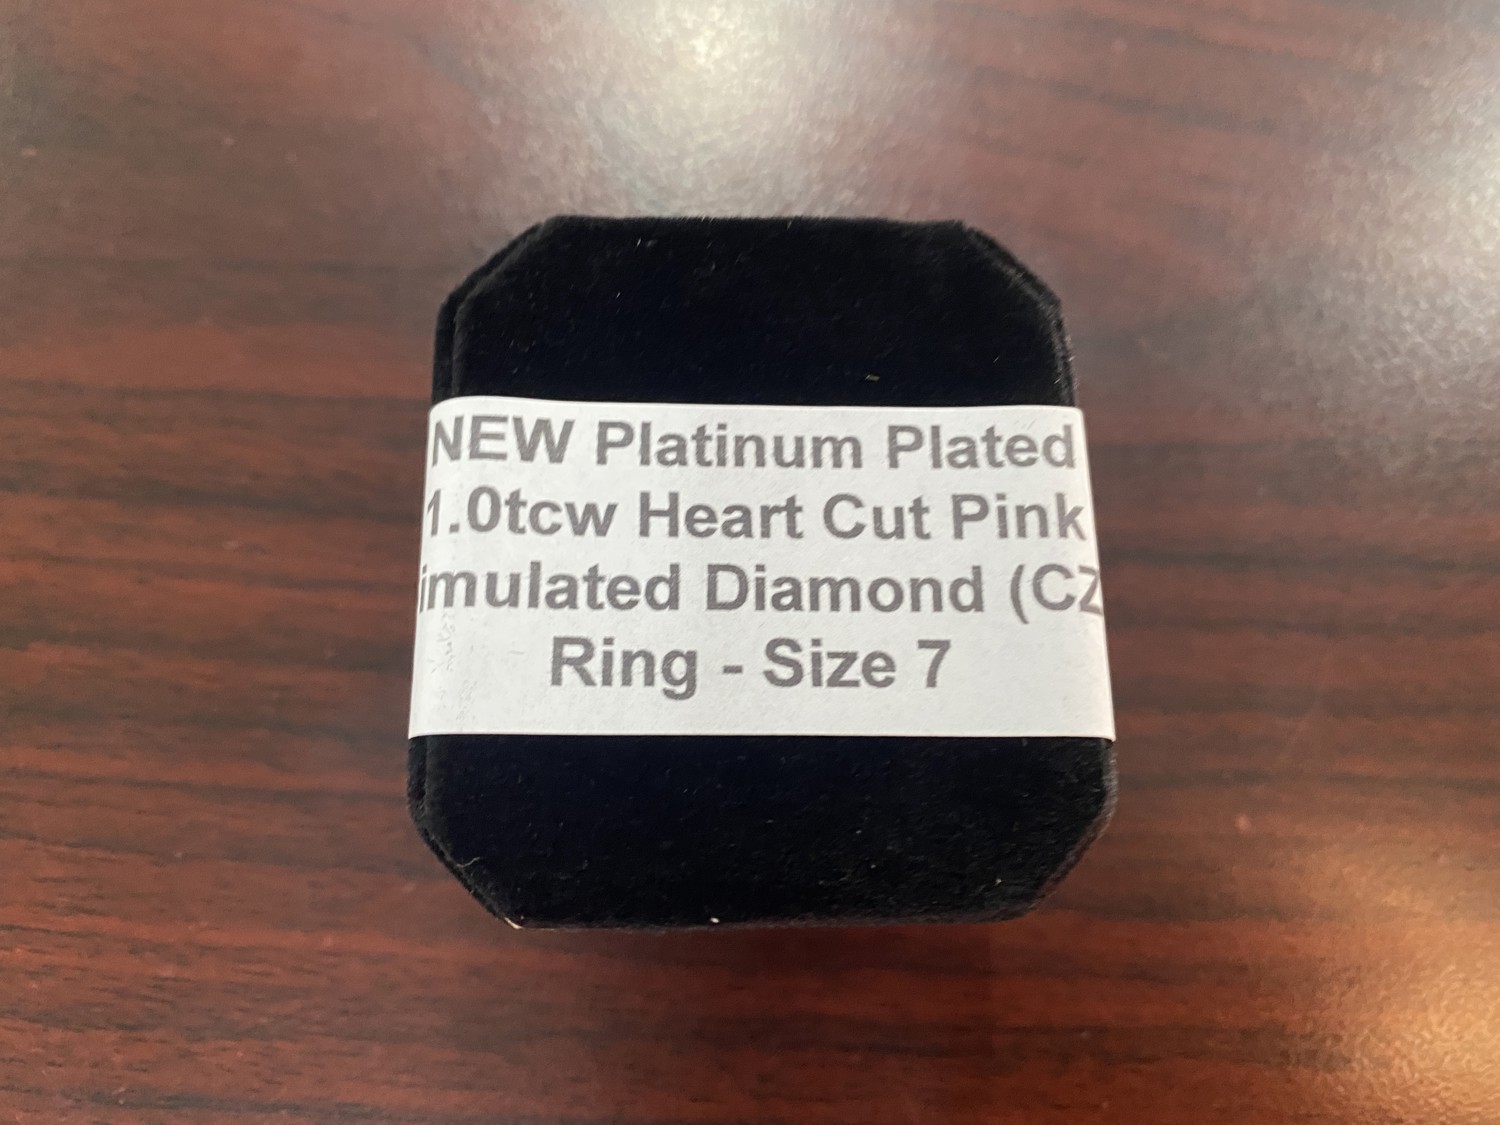 NEW Platinum Plated
1.0tcw Heart Cut Pink
imulated Diamond (CZ
Ring - Size 7